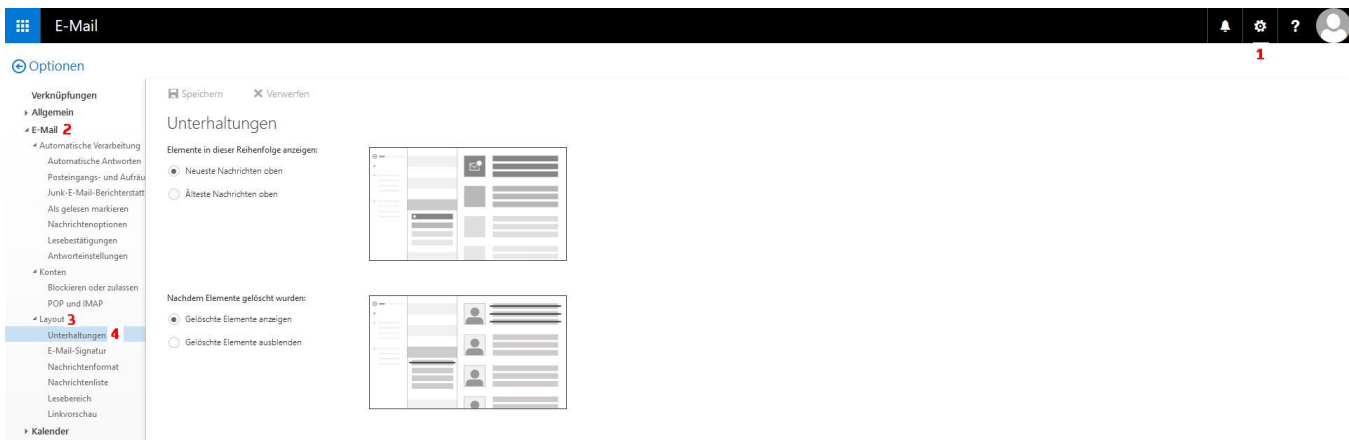 E-Mail
?
1
Optionen
Verknüpfungen
Allgemein
E-Mail 2
Automatische Verarbeitung
Automatische Antworten
Posteingangs- und Aufräu
Junk-E-Mail-Berichterstatt
Als gelesen markieren
Nachrichtenoptionen
Lesebestätigungen
Antworteinstellungen
Konten
Blockieren oder zulassen
POP und IMAP
Layout 3
Unterhaltungen 4
E-Mail-Signatur
Nachrichtenformat
Nachrichtenliste
Lesebereich
Linkvorschau
Kalender
Speichern Verwerfen
Unterhaltungen
Elemente in dieser Reihenfolge anzeigen:
Neueste Nachrichten oben
Älteste Nachrichten oben
Nachdem Elemente gelöscht wurden:
Gelöschte Elemente anzeigen
Gelöschte Elemente ausblenden